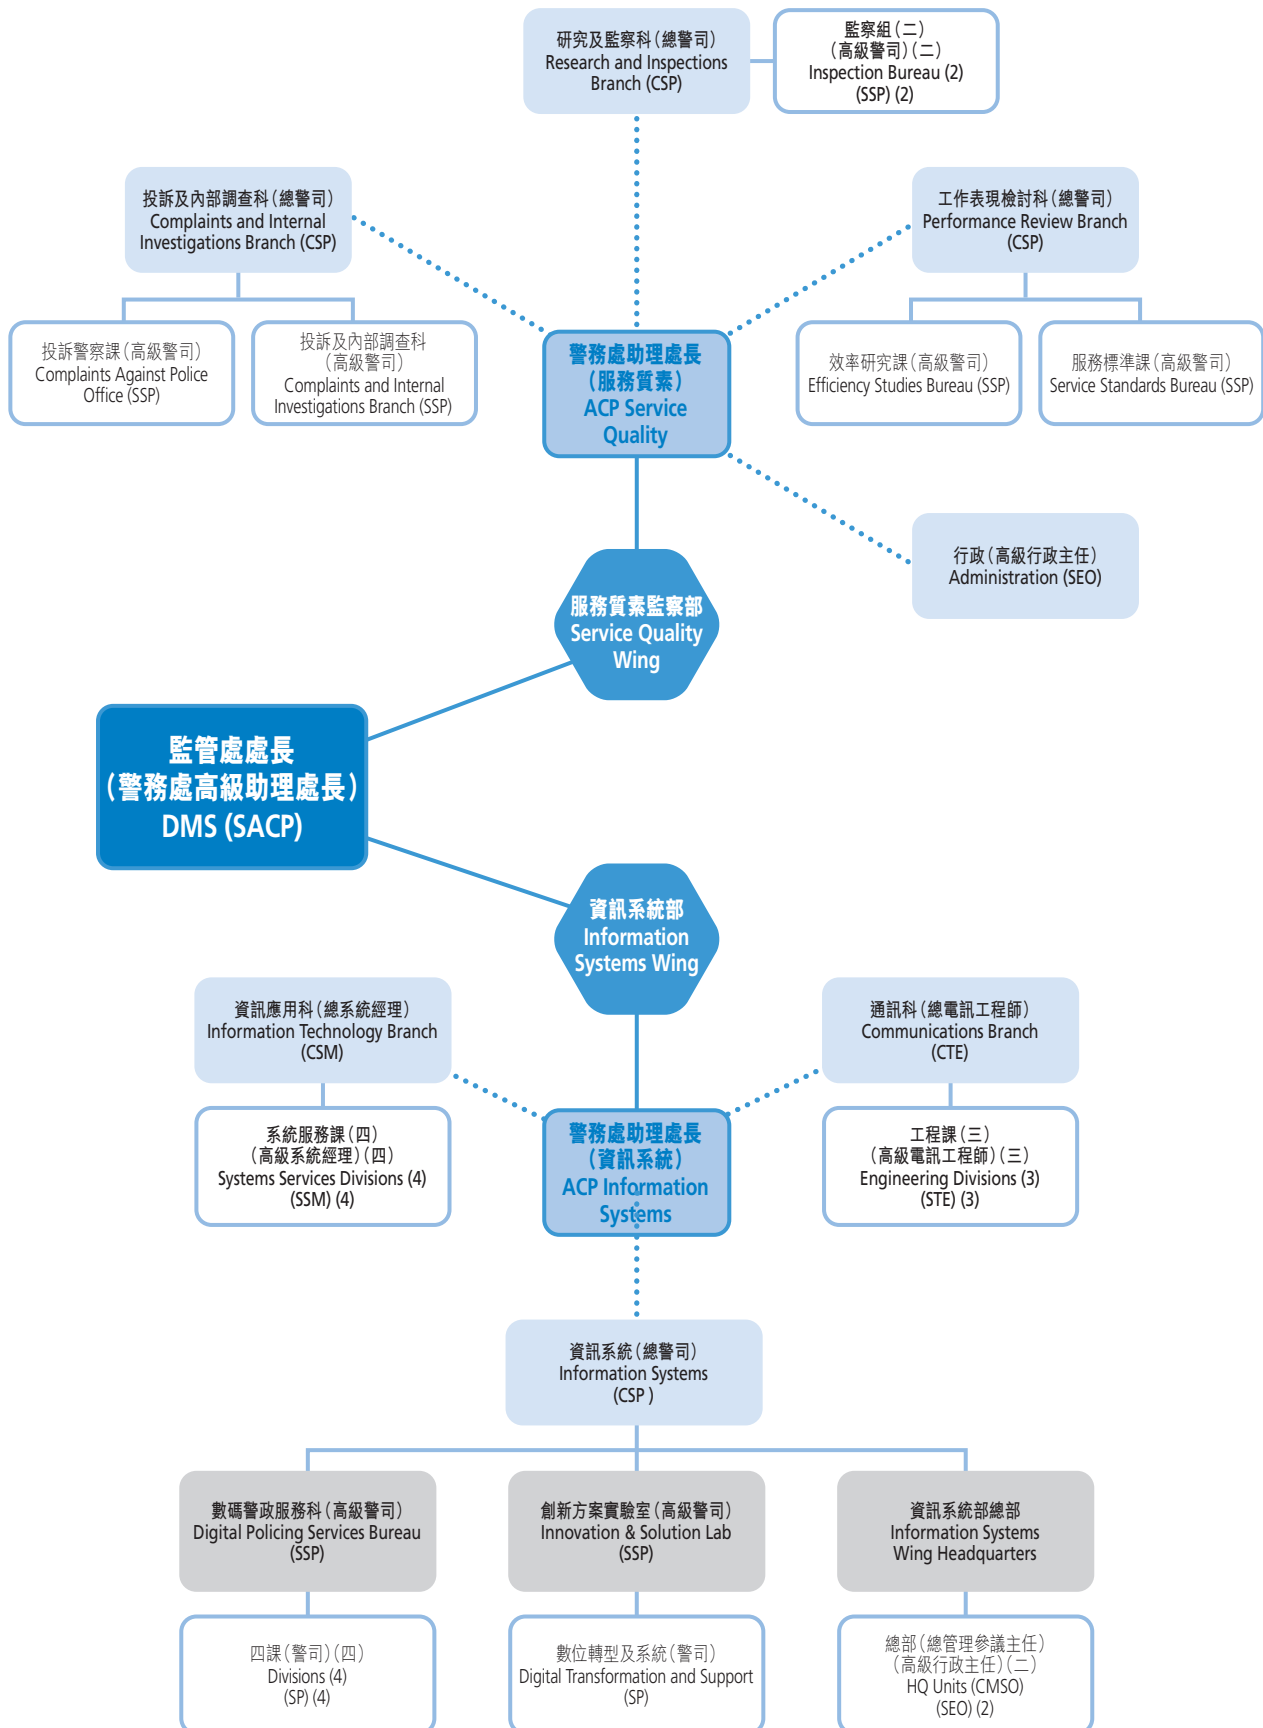 研究及監察科(總警司)
Research and Inspections
Branch (CSP)
監察組(二)
(高級警司)(二)
Inspection Bureau (2)
(SSP) (2)
投訴及內部調查科(總警司)
Complaints and Internal
Investigations Branch (CSP)
工作表現檢討科(總警司)
Performance Review Branch
(CSP)
投訴警察課(高級警司)
Complaints Against Police
Office (SSP)
投訴及內部調查科
(高級警司)
Complaints and Internal
Investigations Branch (SSP)
警務處助理處長
(服務質素)
ACP Service
Quality
效率研究課(高級警司)
Efficiency Studies Bureau (SSP)
服務標準課(高級警司)
Service Standards Bureau (SSP)
行政(高級行政主任)
Administration (SEO)
服務質素監察部
Service Quality
Wing
監管處處長
(警務處高級助理處長)
DMS (SACP)
資訊系統部
Information
Systems Wing
資訊應用科(總系統經理)
Information Technology Branch
(CSM)
通訊科(總電訊工程師)
Communications Branch
(CTE)
系統服務課(四)
(高級系統經理)(四)
Systems Services Divisions (4)
(SSM) (4)
警務處助理處長
(資訊系統)
ACP Information
Systems
工程課(三)
(高級電訊工程師)(三)
Engineering Divisions (3)
(STE) (3)
資訊系統(總警司)
Information Systems
(CSP )
數碼警政服務科(高級警司)
Digital Policing Services Bureau
(SSP)
創新方案實驗室(高級警司)
Innovation & Solution Lab
(SSP)
資訊系統部總部
Information Systems
Wing Headquarters
四課(警司)(四)
Divisions (4)
(SP) (4)
數位轉型及系統(警司)
Digital Transformation and Support
(SP)
總部(總管理參議主任)
(高級行政主任)(二)
HQ Units (CMSO)
(SEO) (2)